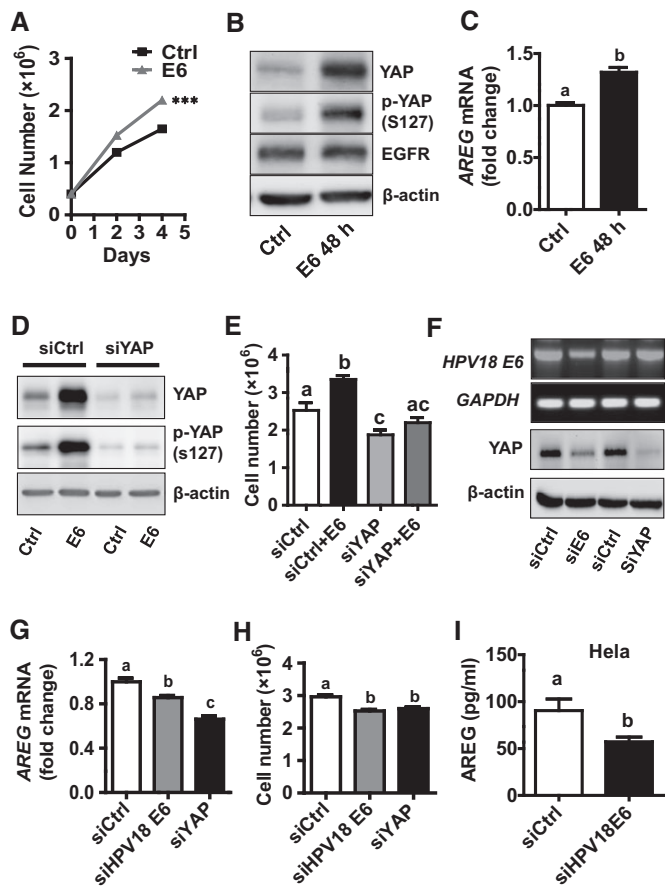 A
Cell Number (×10⁶)
3
2
1
0
0 1 2 3 4 5
Days
Ctrl
E6
***
B
YAP
p-YAP
(S127)
EGFR
β-actin
Ctrl
E6 48 h
C
AREG mRNA
(fold change)
1.5
1.0
0.5
0.0
a
b
Ctrl
E6 48 h
D
siCtrl siYAP
YAP
p-YAP
(s127)
β-actin
Ctrl
E6
Ctrl
E6
E
Cell number (×10⁶)
4
3
2
1
0
a
b
c
ac
siCtrl
siCtrl+E6
siYAP
siYAP+E6
F
HPV18 E6
GAPDH
YAP
β-actin
siCtrl
siE6
siCtrl
SiYAP
G
AREG mRNA
(fold change)
1.2
0.8
0.4
0.0
a
b
c
siCtrl
siHPV18 E6
siYAP
H
Cell number (×10⁶)
4
3
2
1
0
a
b
b
siCtrl
siHPV18 E6
siYAP
I
Hela
AREG (pg/ml)
150
100
50
0
a
b
siCtrl
siHPV18E6